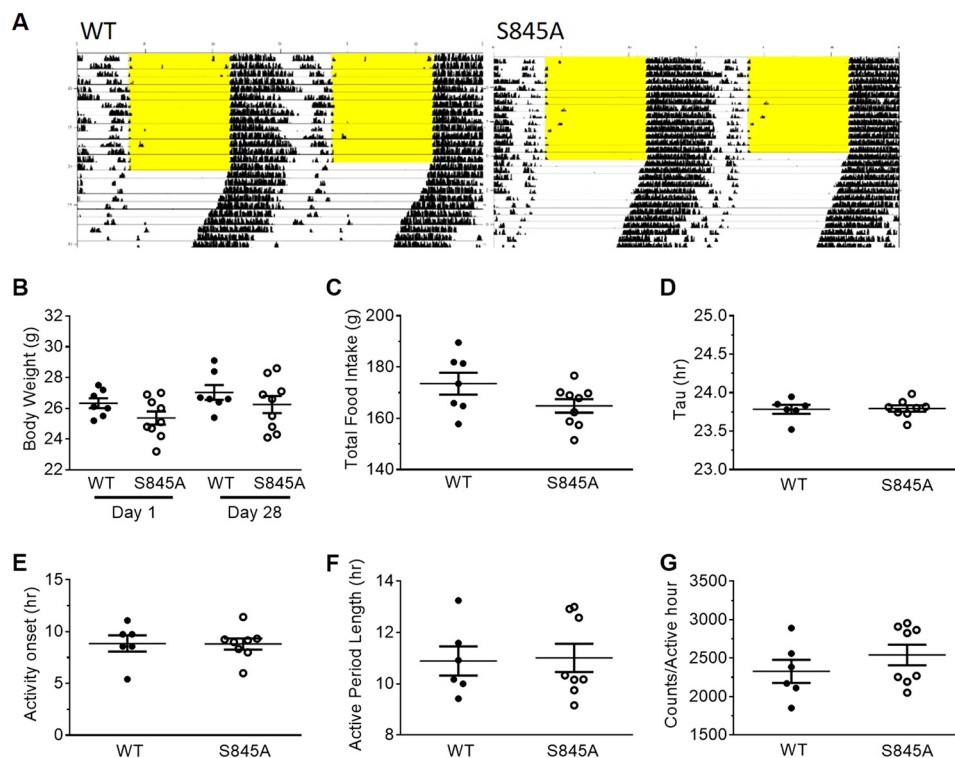 A
WT
S845A
B
Body Weight (g)
32
30
28
26
24
22
WT S845A WT S845A
Day 1 Day 28
C
Total Food Intake (g)
200
180
160
140
WT S845A
D
Tau (hr)
25.0
24.5
24.0
23.5
23.0
WT S845A
E
Activity onset (hr)
15
10
5
0
WT S845A
F
Active Period Length (hr)
14
12
10
8
WT S845A
G
Counts/Active hour
3500
3000
2500
2000
1500
WT S845A